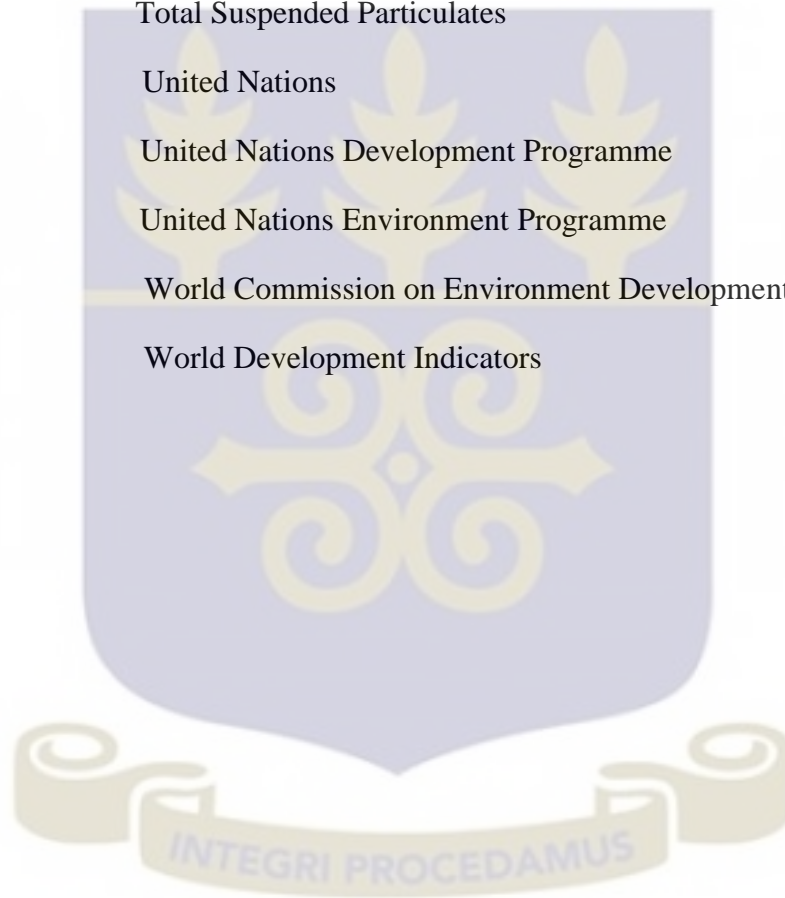 Total Suspended Particulates
United Nations
United Nations Development Programme
United Nations Environment Programme
World Commission on Environment Development
World Development Indicators
INTEGRI PROCEDAMUS